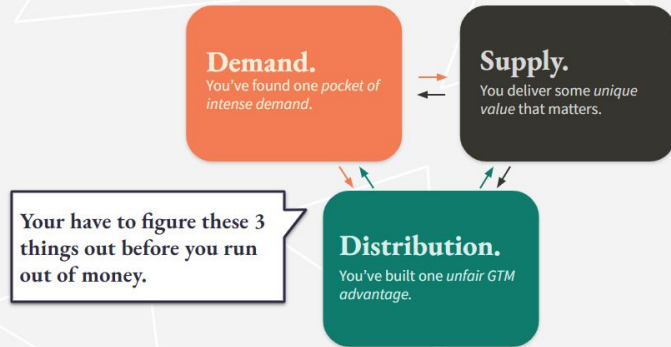 Demand.
You've found one pocket of
intense demand.
Supply.
You deliver some unique
value that matters.
Your have to figure these 3
things out before you run
out of money.
Distribution.
You've built one unfair GTM
advantage.